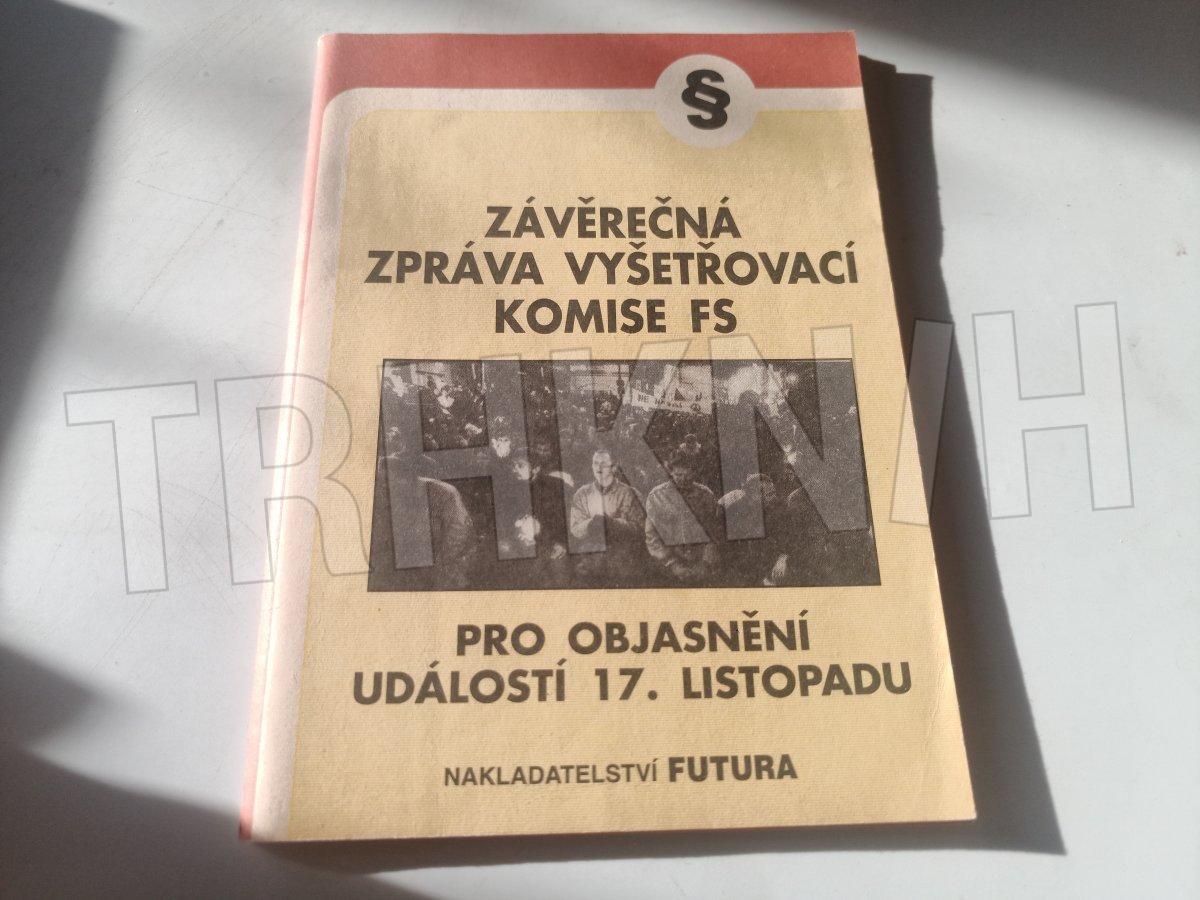 §
ZÁVĚREČNÁ
ZPRÁVA VYŠETŘOVACÍ
KOMISE FS
PRO OBJASNĚNÍ
UDÁLOSTÍ 17. LISTOPADU
NAKLADATELSTVÍ FUTURA
TRHKNIH